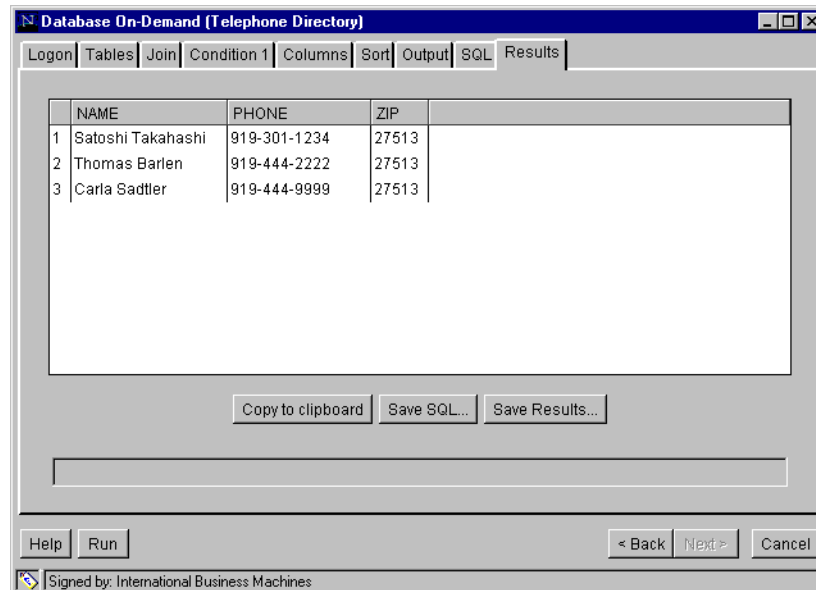 Database On-Demand (Telephone Directory)
Logon Tables Join Condition 1 Columns Sort Output SQL Results
NAME PHONE ZIP
1 Satoshi Takahashi 919-301-1234 27513
2 Thomas Barlen 919-444-2222 27513
3 Carla Sadtler 919-444-9999 27513
Copy to clipboard Save SQL... Save Results...
Help Run < Back Next > Cancel
Signed by: International Business Machines